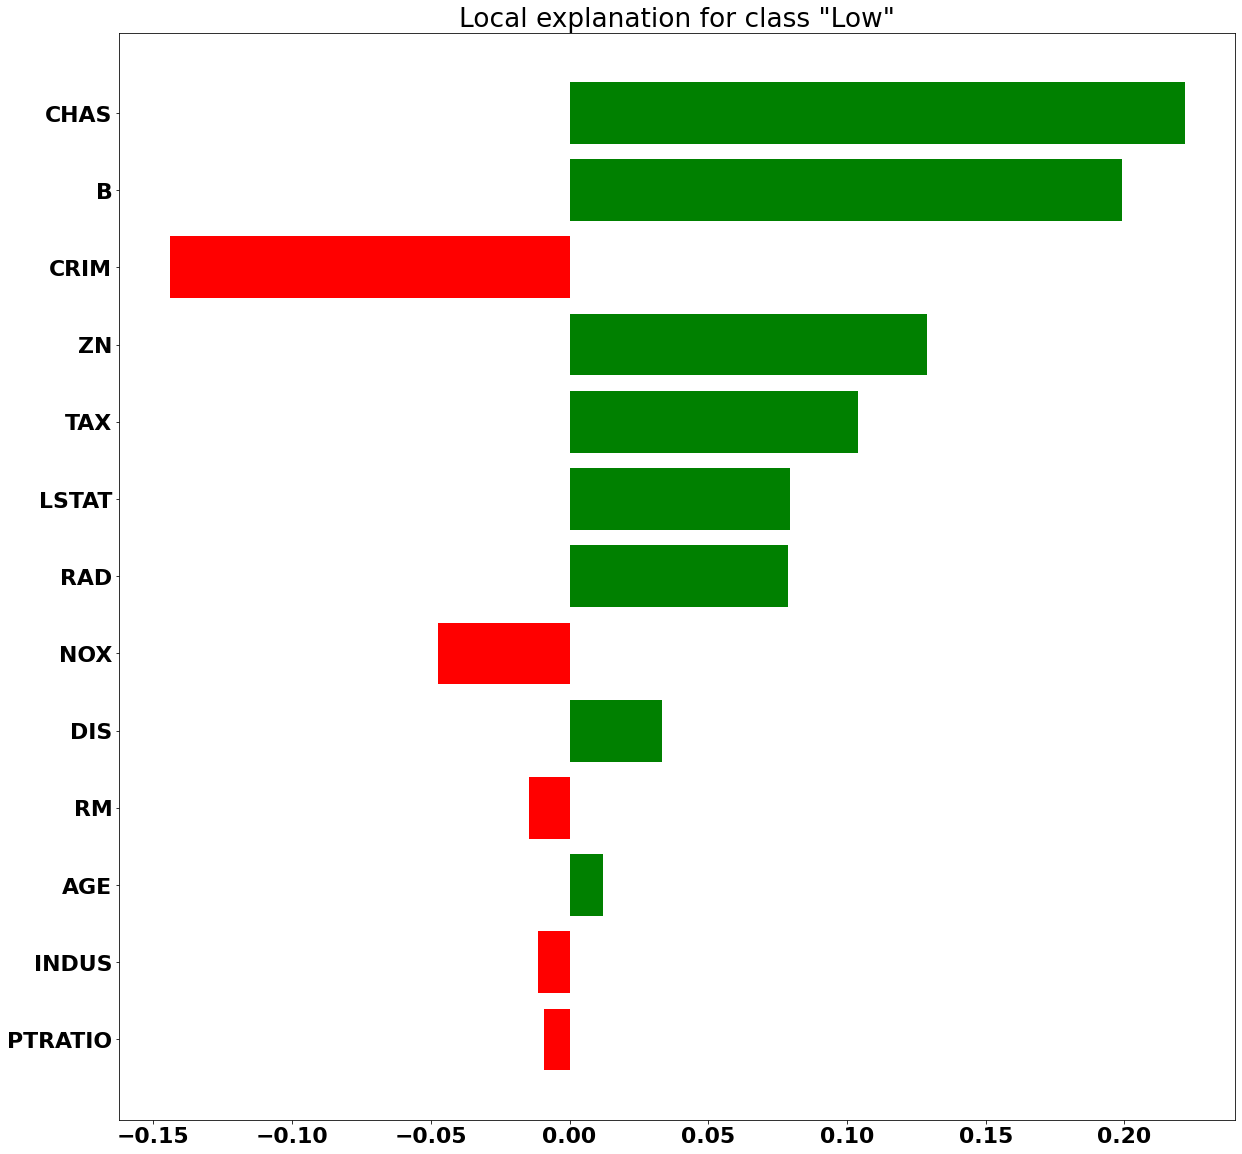 Local explanation for class "Low"
CHAS
B
CRIM
ZN
TAX
LSTAT
RAD
NOX
DIS
RM
AGE
INDUS
PTRATIO
−0.15 −0.10 −0.05 0.00 0.05 0.10 0.15 0.20